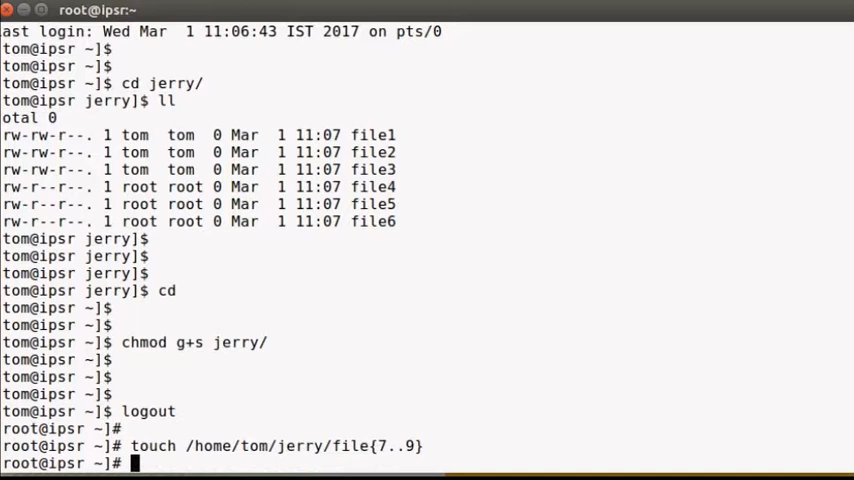 root@ipsr:~
ast login: Wed Mar  1 11:06:43 IST 2017 on pts/0
tom@ipsr ~]$
tom@ipsr ~]$
tom@ipsr ~]$ cd jerry/
tom@ipsr jerry]$ ll
otal 0
rw-rw-r--. 1 tom  tom  0 Mar  1 11:07 file1
rw-rw-r--. 1 tom  tom  0 Mar  1 11:07 file2
rw-rw-r--. 1 tom  tom  0 Mar  1 11:07 file3
rw-r--r--. 1 root root 0 Mar  1 11:07 file4
rw-r--r--. 1 root root 0 Mar  1 11:07 file5
rw-r--r--. 1 root root 0 Mar  1 11:07 file6
tom@ipsr jerry]$
tom@ipsr jerry]$
tom@ipsr jerry]$
tom@ipsr jerry]$ cd
tom@ipsr ~]$
tom@ipsr ~]$
tom@ipsr ~]$ chmod g+s jerry/
tom@ipsr ~]$
tom@ipsr ~]$
tom@ipsr ~]$
tom@ipsr ~]$ logout
root@ipsr ~]#
root@ipsr ~]# touch /home/tom/jerry/file{7..9}
root@ipsr ~]#